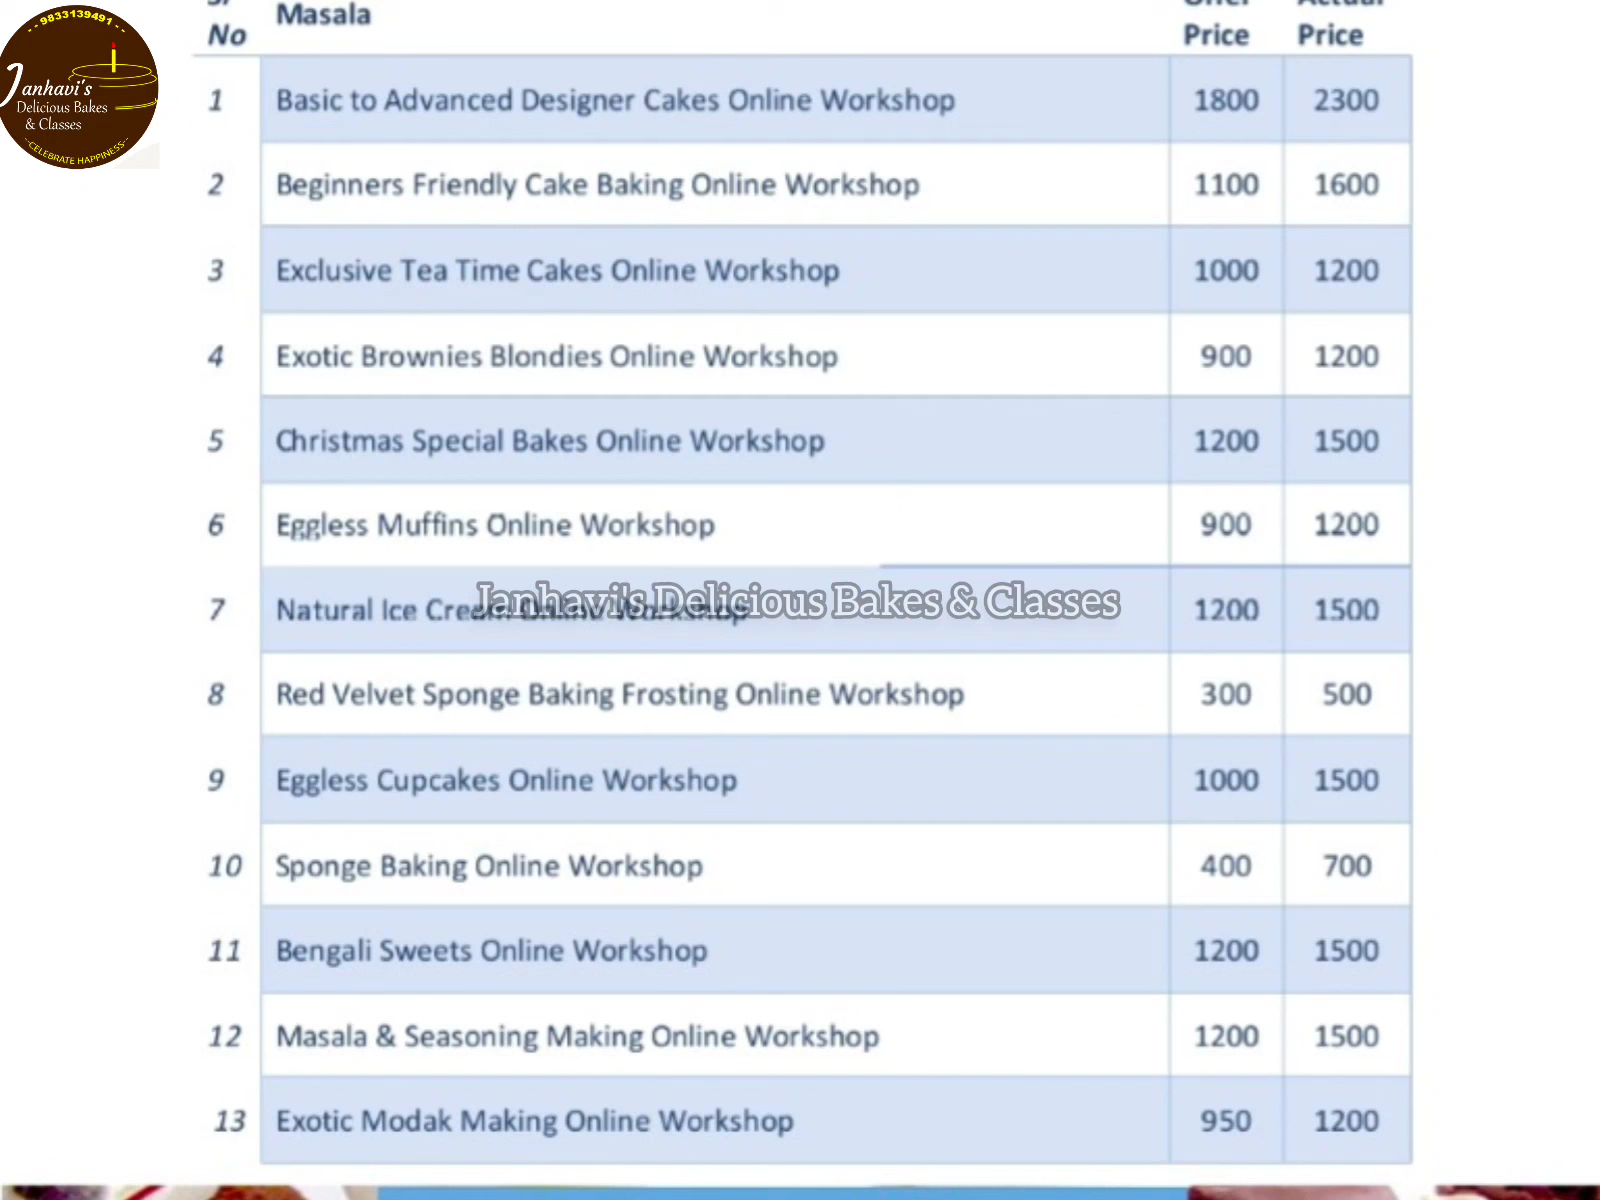 - - 9833139491 - -
Janhavi's
Delicious Bakes
& Classes
--CELEBRATE HAPPINESS--
Sr No Masala Offer Price Actual Price
1 Basic to Advanced Designer Cakes Online Workshop 1800 2300
2 Beginners Friendly Cake Baking Online Workshop 1100 1600
3 Exclusive Tea Time Cakes Online Workshop 1000 1200
4 Exotic Brownies Blondies Online Workshop 900 1200
5 Christmas Special Bakes Online Workshop 1200 1500
6 Eggless Muffins Online Workshop 900 1200
7 Natural Ice Cream Online Workshop 1200 1500
Janhavi's Delicious Bakes & Classes
8 Red Velvet Sponge Baking Frosting Online Workshop 300 500
9 Eggless Cupcakes Online Workshop 1000 1500
10 Sponge Baking Online Workshop 400 700
11 Bengali Sweets Online Workshop 1200 1500
12 Masala & Seasoning Making Online Workshop 1200 1500
13 Exotic Modak Making Online Workshop 950 1200